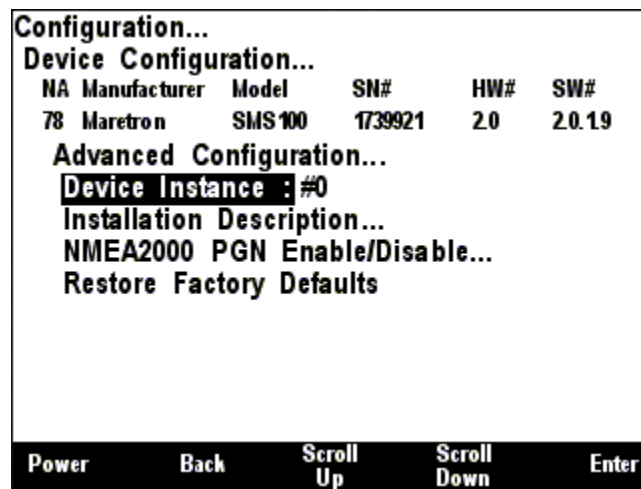 Configuration...
Device Configuration...
NA Manufacturer Model SN# HW# SW#
78 Maretron SMS100 1739921 2.0 2.0.1.9
Advanced Configuration...
Device Instance : #0
Installation Description...
NMEA2000 PGN Enable/Disable...
Restore Factory Defaults
Power Back Scroll Up Scroll Down Enter